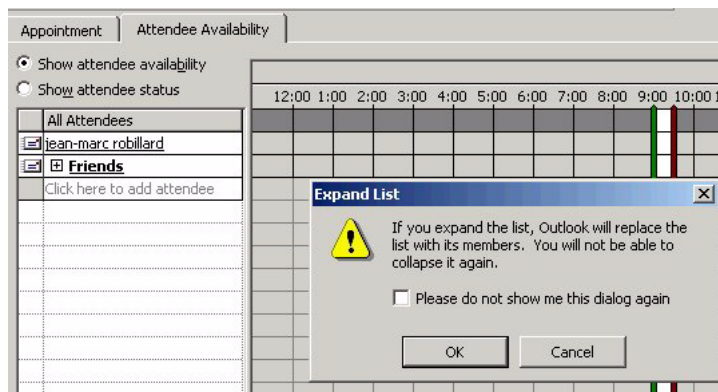 Appointment Attendee Availability
Show attendee availability
Show attendee status
12:00 1:00 2:00 3:00 4:00 5:00 6:00 7:00 8:00 9:00 10:00 1
All Attendees
jean-marc robillard
Friends
Click here to add attendee
Expand List
If you expand the list, Outlook will replace the
list with its members. You will not be able to
collapse it again.
Please do not show me this dialog again
OK Cancel